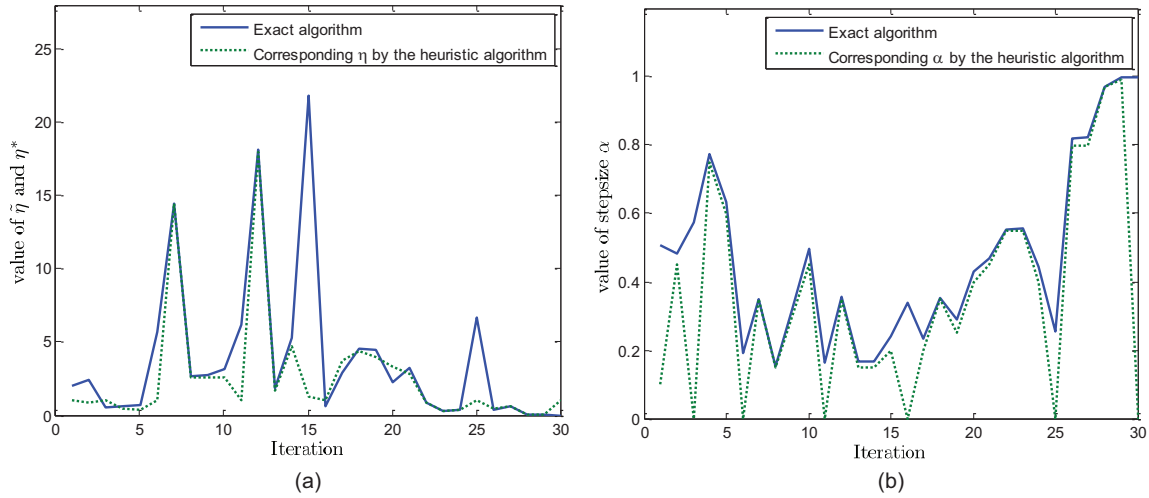 Exact algorithm
Corresponding η by the heuristic algorithm
25
20
15
10
5
0
value of η̃ and η*
0 5 10 15 20 25 30
Iteration
(a)
Exact algorithm
Corresponding α by the heuristic algorithm
1
0.8
0.6
0.4
0.2
0
value of stepsize α
0 5 10 15 20 25 30
Iteration
(b)